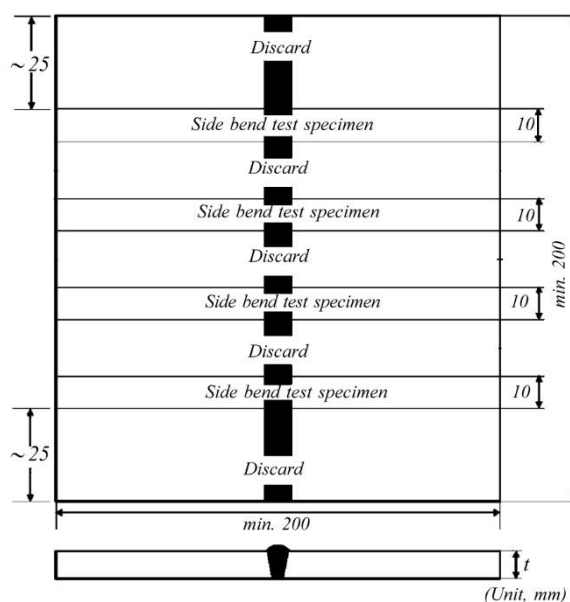 Discard
~25
Side bend test specimen
10
Discard
Side bend test specimen
10
Discard
min. 200
Side bend test specimen
10
Discard
Side bend test specimen
10
~25
Discard
min. 200
t
(Unit, mm)